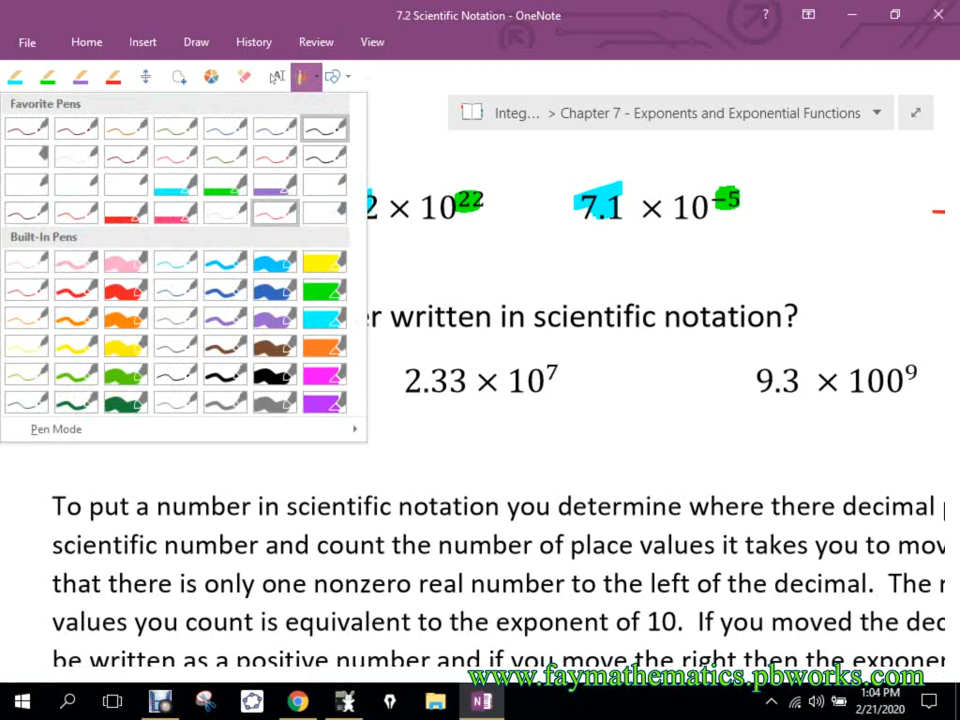 7.2 Scientific Notation - OneNote
?
File Home Insert Draw History Review View
Favorite Pens
Integ... > Chapter 7 - Exponents and Exponential Functions
2 × 10²² 7.1 × 10⁻⁵
Built-In Pens
written in scientific notation?
2.33 × 10⁷ 9.3 × 100⁹
Pen Mode
To put a number in scientific notation you determine where there decimal
scientific number and count the number of place values it takes you to mov
that there is only one nonzero real number to the left of the decimal. The
values you count is equivalent to the exponent of 10. If you moved the dec
be written as a positive number and if you move the right then the exponen
www.faymathematics.pbworks.com
1:04 PM
2/21/2020